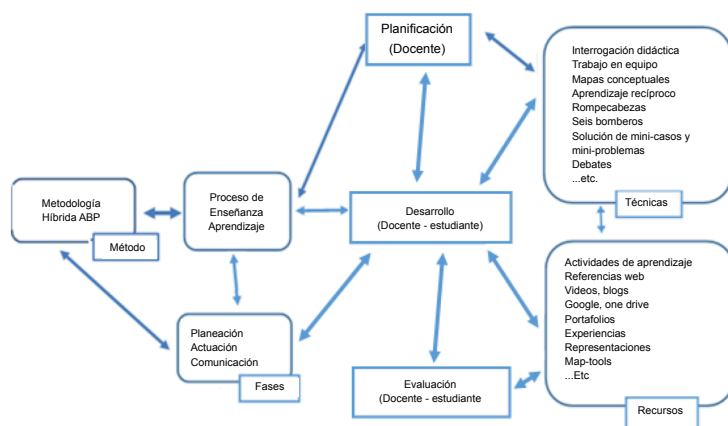 Planificación
(Docente)
Interrogación didáctica
Trabajo en equipo
Mapas conceptuales
Aprendizaje recíproco
Rompecabezas
Seis bomberos
Solución de mini-casos y
mini-problemas
Debates
...etc.
Técnicas
Metodología
Híbrida ABP
Método
Proceso de
Enseñanza
Aprendizaje
Desarrollo
(Docente - estudiante)
Planeación
Actuación
Comunicación
Fases
Actividades de aprendizaje
Referencias web
Videos, blogs
Google, one drive
Portafolios
Experiencias
Representaciones
Map-tools
...Etc
Recursos
Evaluación
(Docente - estudiante